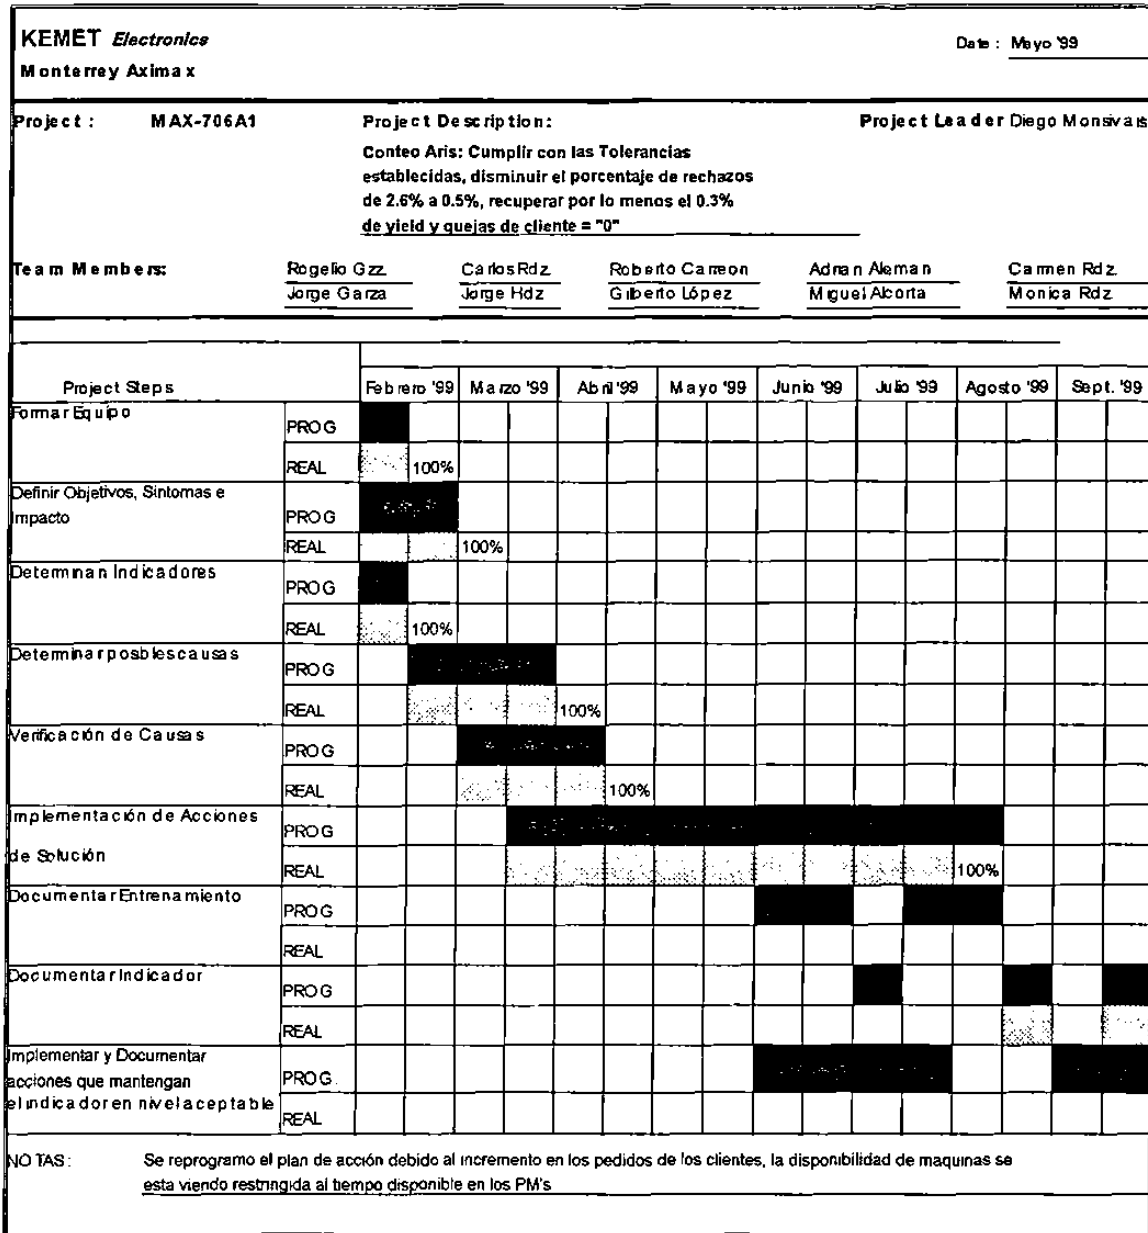 KEMET Electronics
Date : Mayo '99
Monterrey Aximax
Project : MAX-706A1 Project Description: Project Leader Diego Monsivais
Conteo Aris: Cumplir con las Tolerancias
establecidas, disminuir el porcentaje de rechazos
de 2.6% a 0.5%, recuperar por lo menos el 0.3%
de yield y quejas de cliente = "0"
Team Members: Rogelio Gzz. Carlos Rdz. Roberto Carreon Adrian Aleman Carmen Rdz.
Jorge Garza Jorge Hdz Gilberto López Miguel Alcorta Monica Rdz
Project Steps Febrero '99 Marzo '99 Abril '99 Mayo '99 Junio '99 Julio '99 Agosto '99 Sept. '99
Formar Equipo
PROG
REAL 100%
Definir Objetivos, Sintomas e
Impacto PROG
REAL 100%
Determinan Indicadores
PROG
REAL 100%
Determinar posbles causas
PROG
REAL 100%
Verificación de Causas
PROG
REAL 100%
Implementación de Acciones
PROG
de Solución
REAL 100%
Documentar Entrenamiento
PROG
REAL
Documentar Indicador
PROG
REAL
Implementar y Documentar
acciones que mantengan PROG.
el indicador en nivel aceptable
REAL
NOTAS: Se reprogramo el plan de acción debido al incremento en los pedidos de los clientes, la disponibilidad de maquinas se
esta viendo restringida al tiempo disponible en los PM's